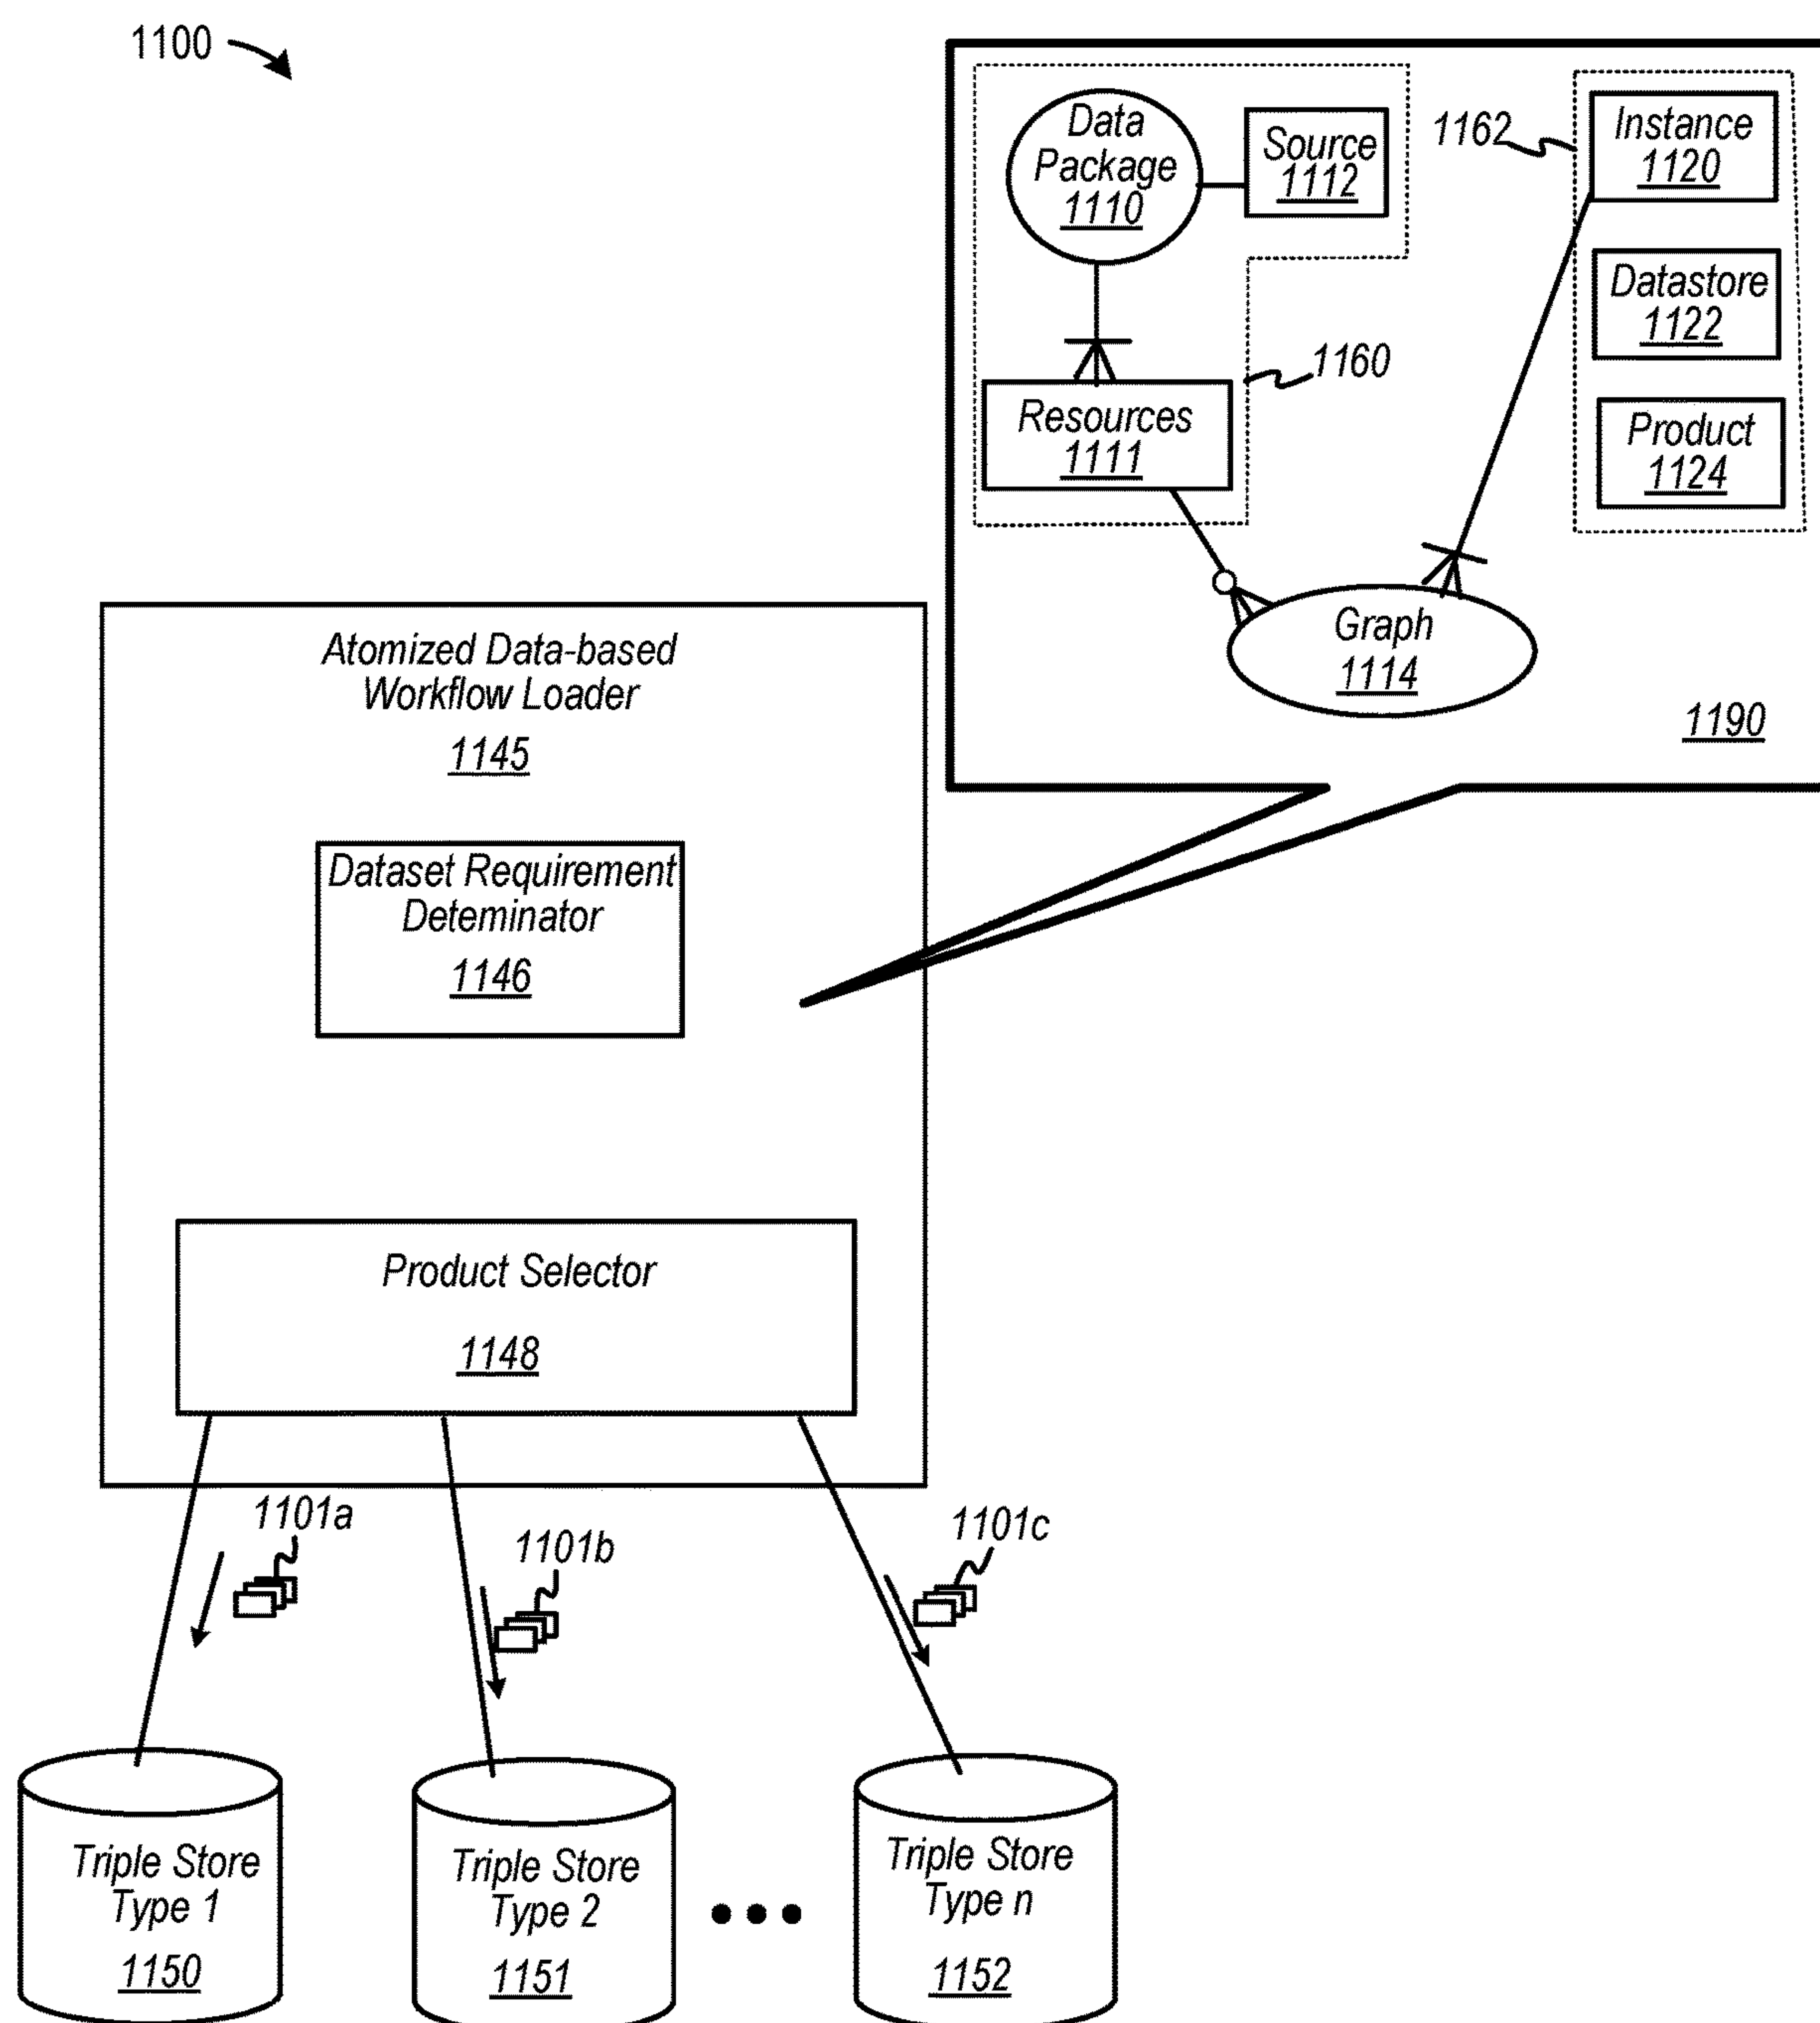 1100
Data
Package
1110
Source
1112
1162
Instance
1120
Datastore
1122
1160
Resources
1111
Product
1124
Graph
1114
1190
Atomized Data-based
Workflow Loader
1145
Dataset Requirement
Deteminator
1146
Product Selector
1148
1101a
1101b
1101c
Triple Store
Type 1
1150
Triple Store
Type 2
1151
Triple Store
Type n
1152